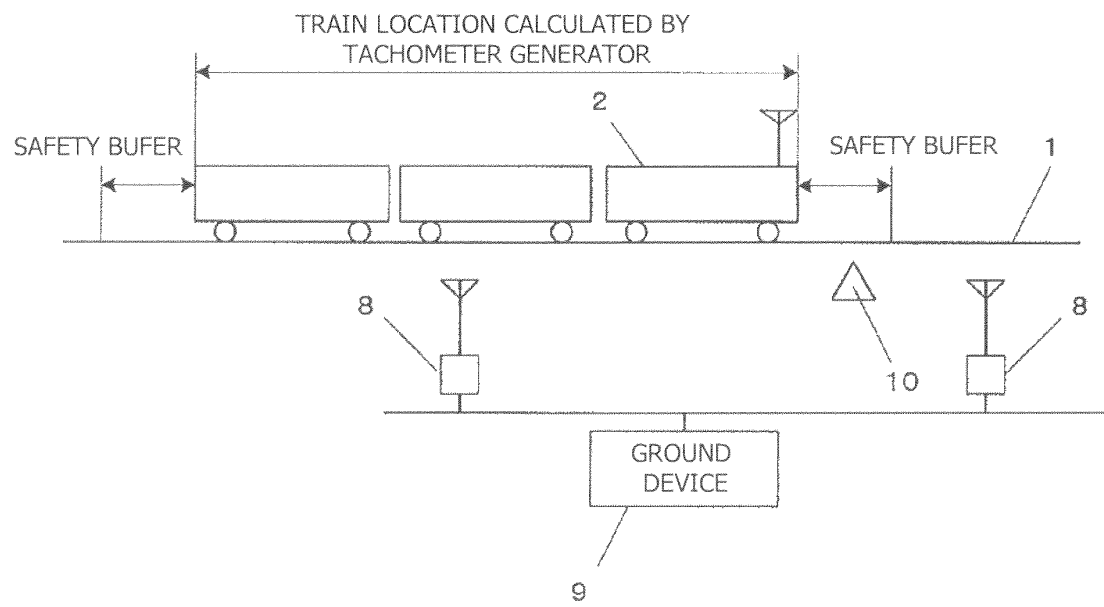 TRAIN LOCATION CALCULATED BY
TACHOMETER GENERATOR
2
SAFETY BUFER
SAFETY BUFER
1
8
8
10
GROUND
DEVICE
9